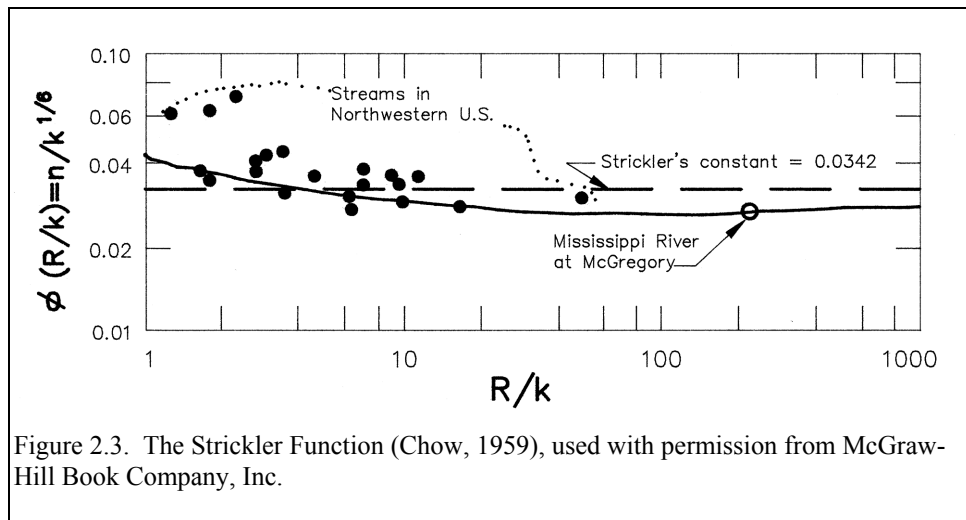 0.10
0.06
0.04
0.02
0.01
ϕ (R/k)=n/k^1/6
Streams in
Northwestern U.S.
Strickler's constant = 0.0342
Mississippi River
at McGregory
1
10
100
1000
R/k
Figure 2.3. The Strickler Function (Chow, 1959), used with permission from McGraw-
Hill Book Company, Inc.